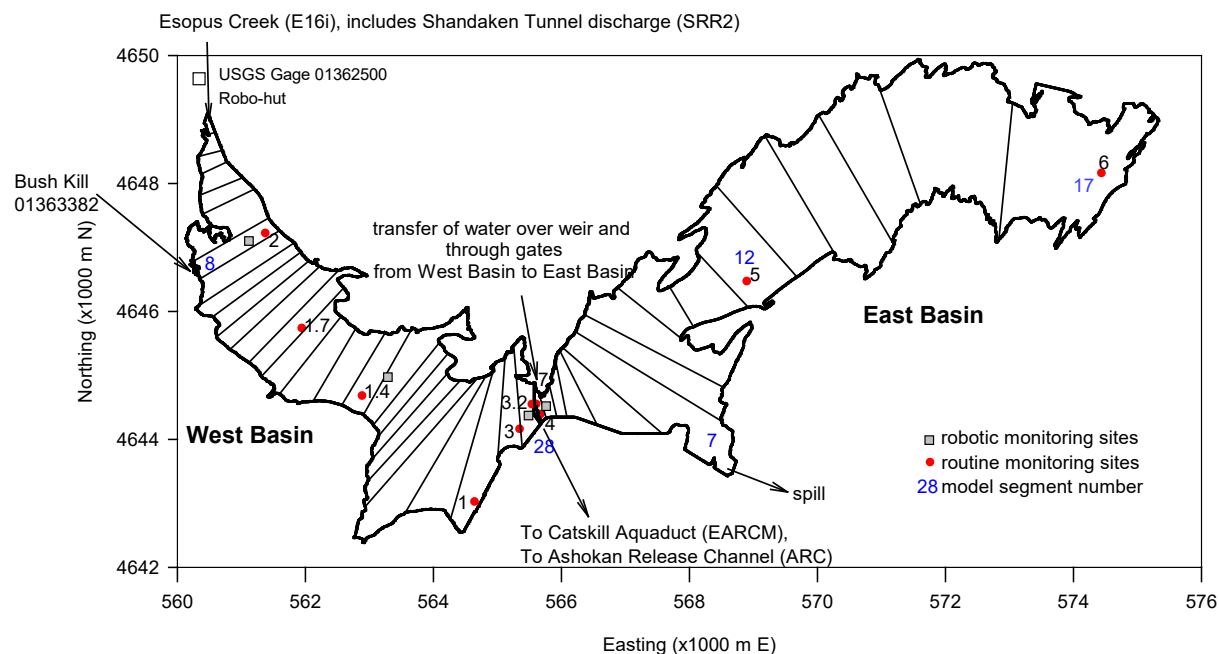 Esopus Creek (E16i), includes Shandaken Tunnel discharge (SRR2)
4650
USGS Gage 01362500
Robo-hut
6
4648
17
Bush Kill
01363382
transfer of water over weir and
through gates
from West Basin to East Basin
2
8
12
5
4646
1.7
East Basin
Northing (x1000 m N)
7
1.4
3.2
4
West Basin
3
28
7
4644
robotic monitoring sites
routine monitoring sites
28 model segment number
spill
1
To Catskill Aquaduct (EARCM),
To Ashokan Release Channel (ARC)
4642
560 562 564 566 568 570 572 574 576
Easting (x1000 m E)